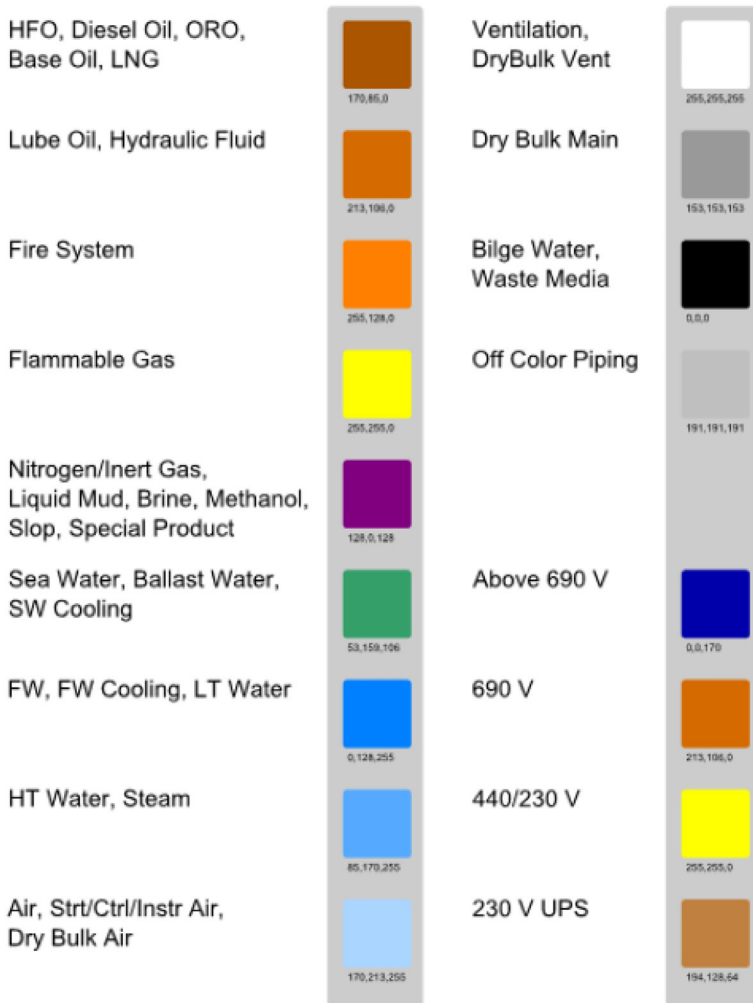 HFO, Diesel Oil, ORO,
Base Oil, LNG
170,85,0
Lube Oil, Hydraulic Fluid
213,106,0
Fire System
255,128,0
Flammable Gas
255,255,0
Nitrogen/Inert Gas,
Liquid Mud, Brine, Methanol,
Slop, Special Product
128,0,128
Sea Water, Ballast Water,
SW Cooling
53,159,106
FW, FW Cooling, LT Water
0,128,255
HT Water, Steam
85,170,255
Air, Strt/Ctrl/Instr Air,
Dry Bulk Air
170,213,255
Ventilation,
DryBulk Vent
255,255,255
Dry Bulk Main
153,153,153
Bilge Water,
Waste Media
0,0,0
Off Color Piping
191,191,191
Above 690 V
0,0,170
690 V
213,106,0
440/230 V
255,255,0
230 V UPS
194,128,64